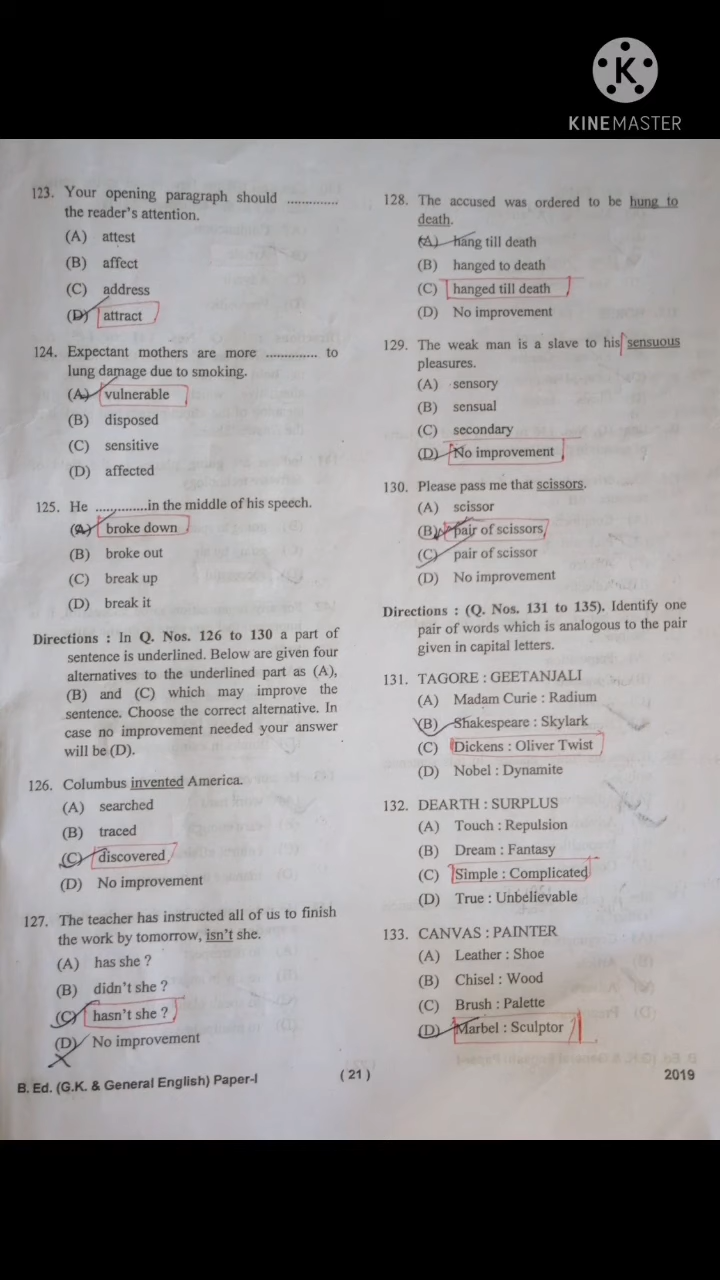 KINEMASTER
123. Your opening paragraph should ..............
the reader's attention.
(A) attest
(B) affect
(C) address
(D) attract
124. Expectant mothers are more .............. to
lung damage due to smoking.
(A) vulnerable
(B) disposed
(C) sensitive
(D) affected
125. He ..............in the middle of his speech.
(A) broke down
(B) broke out
(C) break up
(D) break it
Directions : In Q. Nos. 126 to 130 a part of
sentence is underlined. Below are given four
alternatives to the underlined part as (A),
(B) and (C) which may improve the
sentence. Choose the correct alternative. In
case no improvement needed your answer
will be (D).
126. Columbus invented America.
(A) searched
(B) traced
(C) discovered
(D) No improvement
127. The teacher has instructed all of us to finish
the work by tomorrow, isn't she.
(A) has she ?
(B) didn't she ?
(C) hasn't she ?
(D) No improvement
128. The accused was ordered to be hung to
death.
(A) hang till death
(B) hanged to death
(C) hanged till death
(D) No improvement
129. The weak man is a slave to his sensuous
pleasures.
(A) sensory
(B) sensual
(C) secondary
(D) No improvement
130. Please pass me that scissors.
(A) scissor
(B) pair of scissors
(C) pair of scissor
(D) No improvement
Directions : (Q. Nos. 131 to 135). Identify one
pair of words which is analogous to the pair
given in capital letters.
131. TAGORE : GEETANJALI
(A) Madam Curie : Radium
(B) Shakespeare : Skylark
(C) Dickens : Oliver Twist
(D) Nobel : Dynamite
132. DEARTH : SURPLUS
(A) Touch : Repulsion
(B) Dream : Fantasy
(C) Simple : Complicated
(D) True : Unbelievable
133. CANVAS : PAINTER
(A) Leather : Shoe
(B) Chisel : Wood
(C) Brush : Palette
(D) Marbel : Sculptor
B. Ed. (G.K. & General English) Paper-I
( 21 )
2019